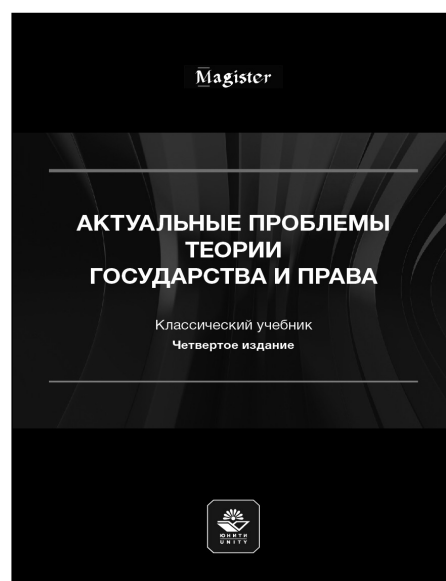 Magister
АКТУАЛЬНЫЕ ПРОБЛЕМЫ
ТЕОРИИ
ГОСУДАРСТВА И ПРАВА
Классический учебник
Четвертое издание
ЮНИТИ
UNITY